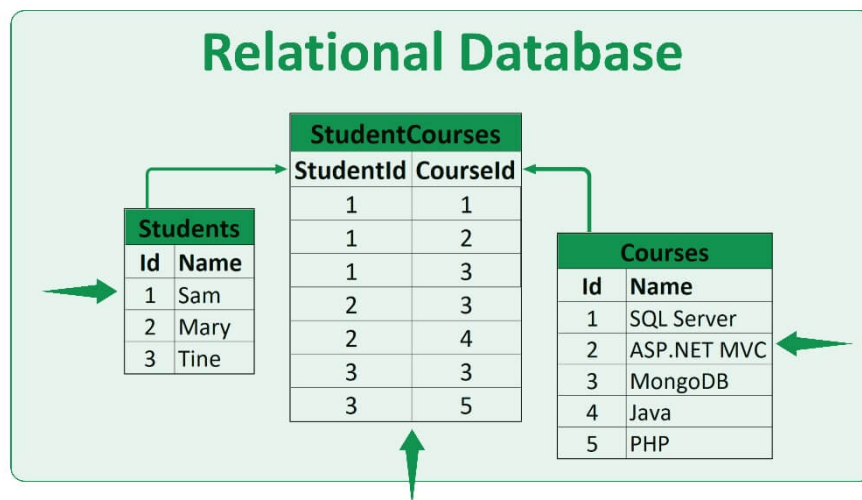 Relational Database
StudentCourses
StudentId CourseId
1 1
1 2
1 3
2 3
2 4
3 3
3 5
Students
Id Name
1 Sam
2 Mary
3 Tine
Courses
Id Name
1 SQL Server
2 ASP.NET MVC
3 MongoDB
4 Java
5 PHP